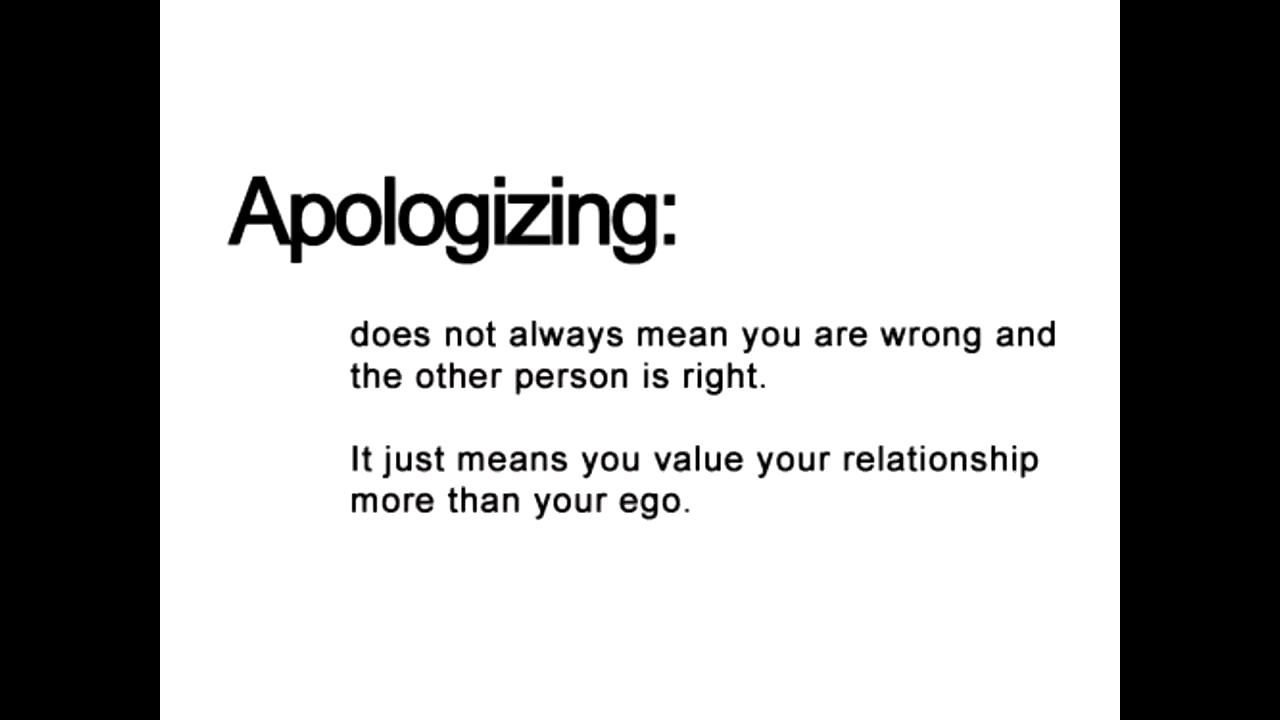 Apologizing:
does not always mean you are wrong and
the other person is right.
It just means you value your relationship
more than your ego.